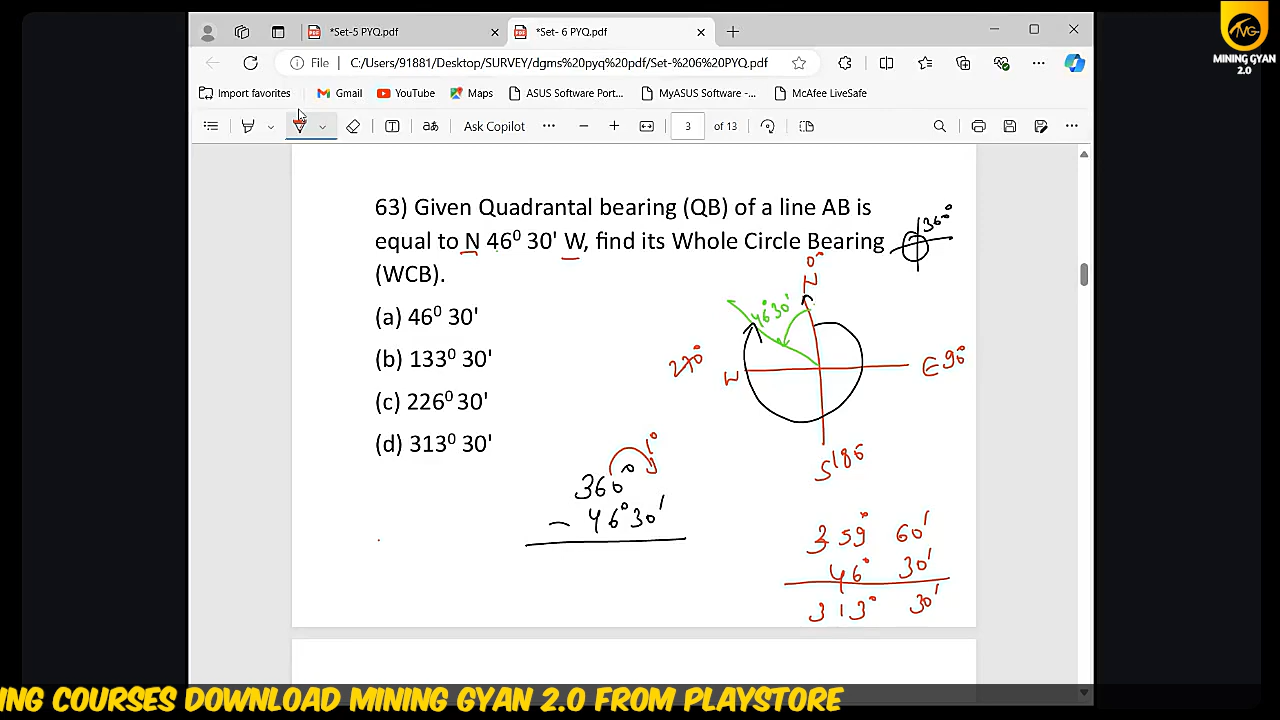 *Set-5 PYQ.pdf
*Set- 6 PYQ.pdf
File C:/Users/91881/Desktop/SURVEY/dgms%20pyq%20pdf/Set-%206%20PYQ.pdf
Import favorites Gmail YouTube Maps ASUS Software Port... MyASUS Software -... McAfee LiveSafe
Ask Copilot 3 of 13
MINING GYAN
2.0
63) Given Quadrantal bearing (QB) of a line AB is
equal to N 46⁰ 30' W, find its Whole Circle Bearing
(WCB).
(a) 46⁰ 30'
(b) 133⁰ 30'
(c) 226⁰ 30'
(d) 313⁰ 30'
360°
0°
N
46°30'
270°
W
E 90°
S 180
1°
360°
- 46°30'
359° 60'
46° 30'
313° 30'
NG COURSES DOWNLOAD MINING GYAN 2.0 FROM PLAYSTORE